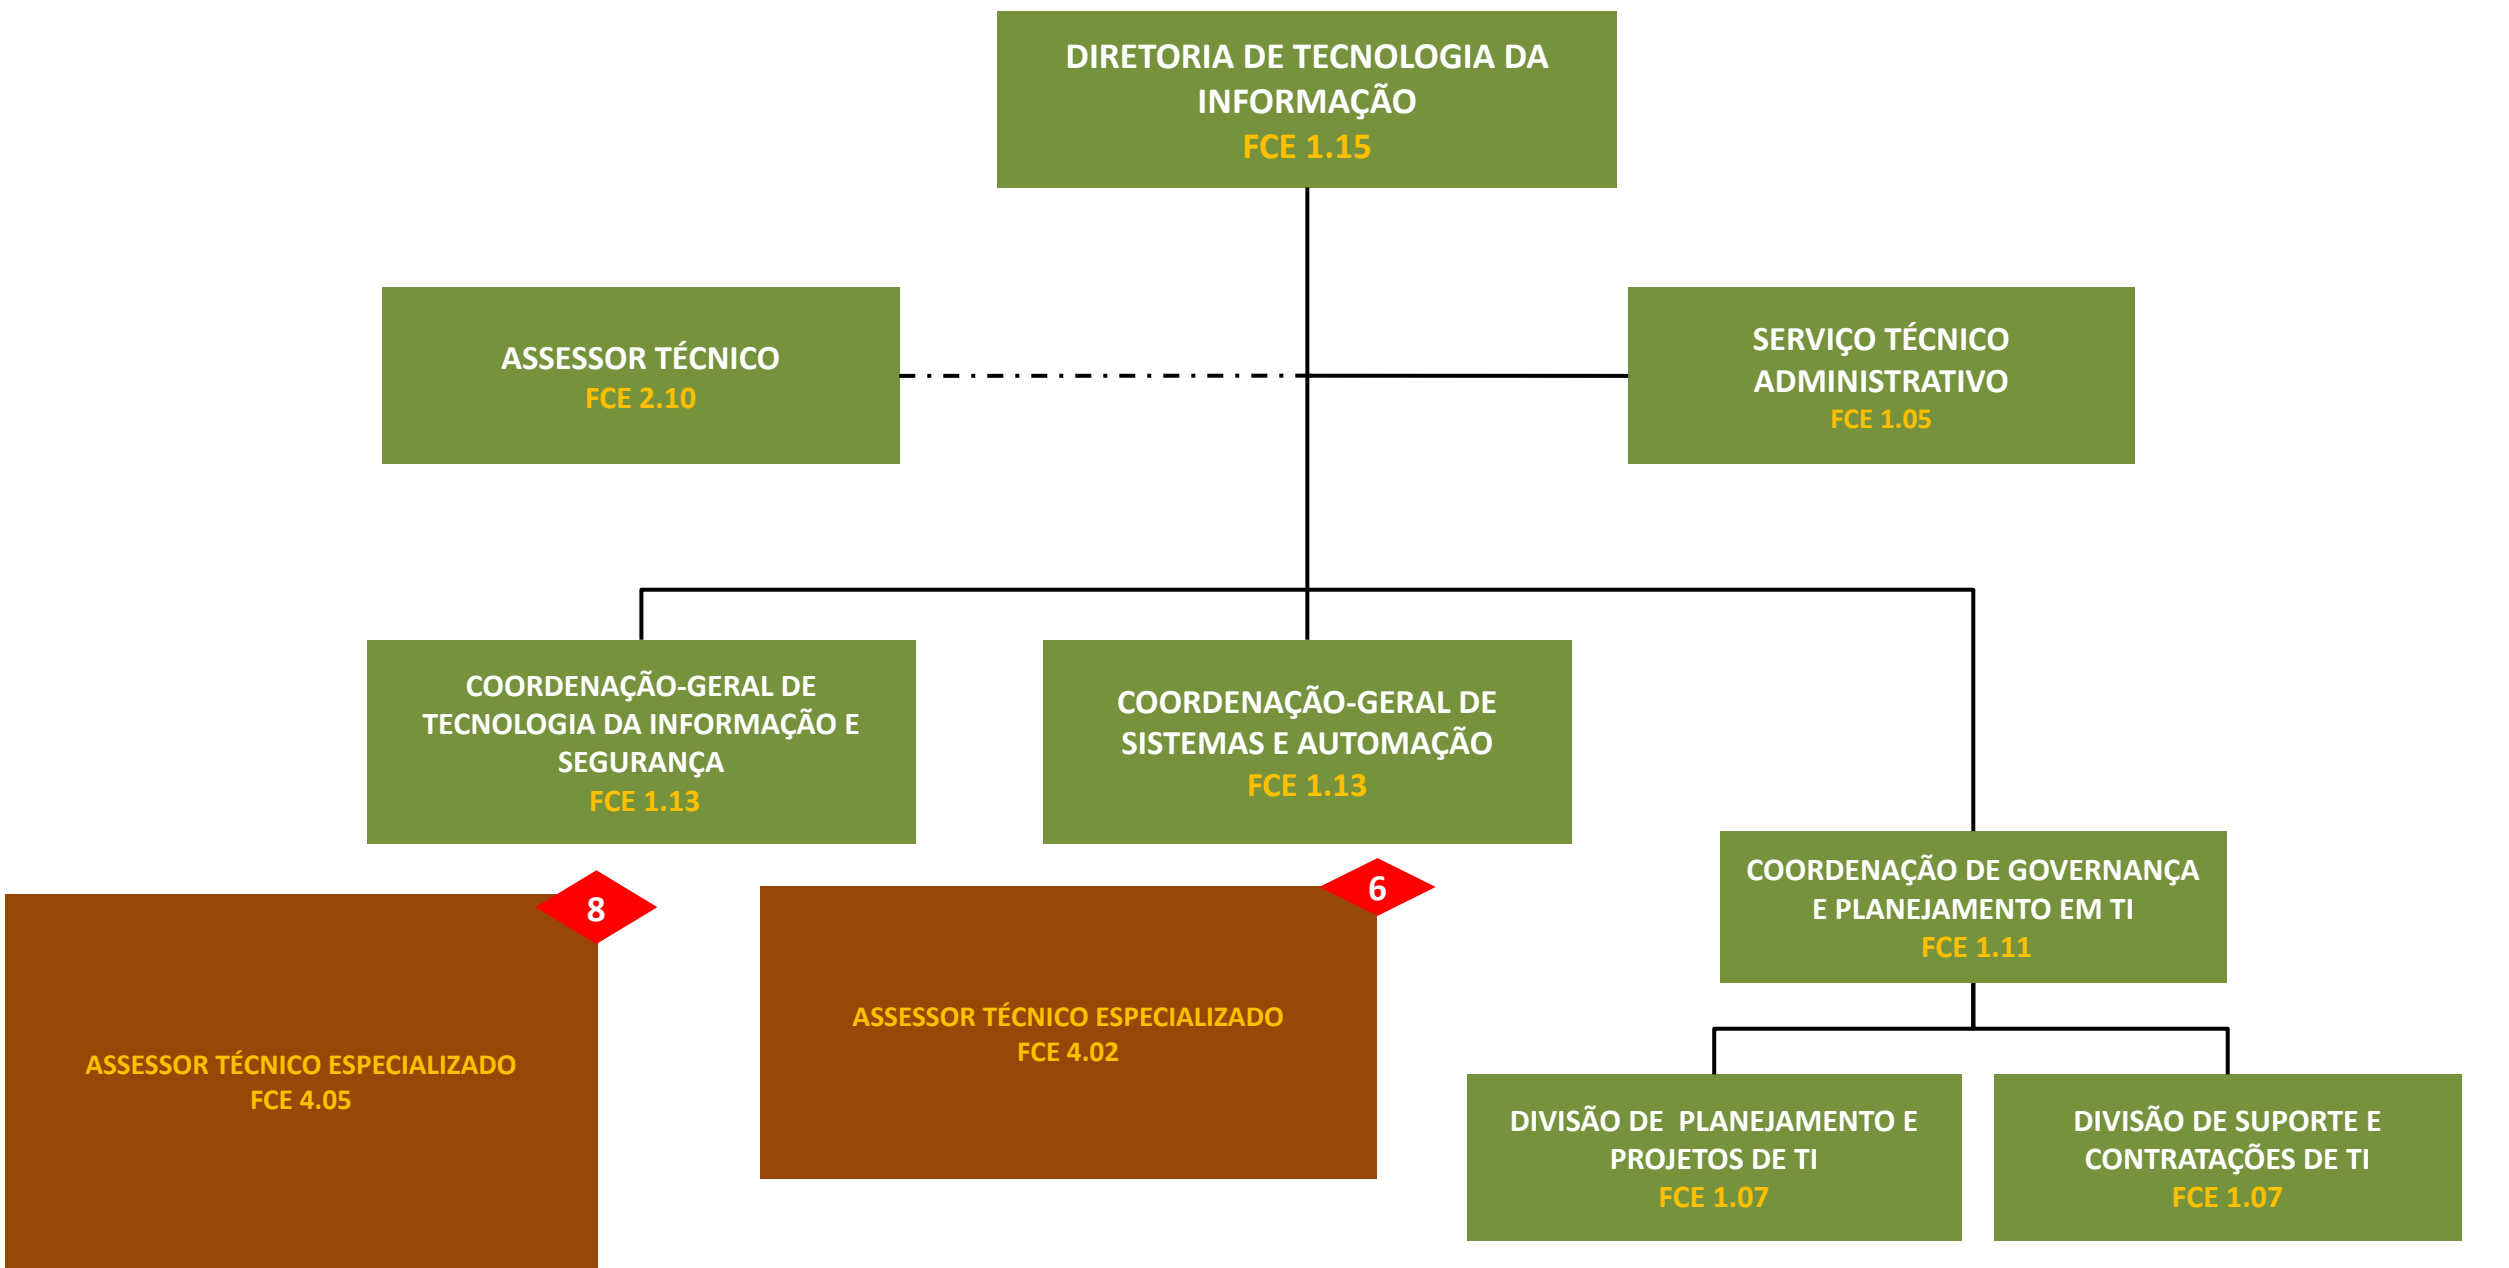 DIRETORIA DE TECNOLOGIA DA
INFORMAÇÃO
FCE 1.15
ASSESSOR TÉCNICO
FCE 2.10
SERVIÇO TÉCNICO
ADMINISTRATIVO
FCE 1.05
COORDENAÇÃO-GERAL DE
TECNOLOGIA DA INFORMAÇÃO E
SEGURANÇA
FCE 1.13
COORDENAÇÃO-GERAL DE
SISTEMAS E AUTOMAÇÃO
FCE 1.13
COORDENAÇÃO DE GOVERNANÇA
E PLANEJAMENTO EM TI
FCE 1.11
8
ASSESSOR TÉCNICO ESPECIALIZADO
FCE 4.05
6
ASSESSOR TÉCNICO ESPECIALIZADO
FCE 4.02
DIVISÃO DE  PLANEJAMENTO E
PROJETOS DE TI
FCE 1.07
DIVISÃO DE SUPORTE E
CONTRATAÇÕES DE TI
FCE 1.07